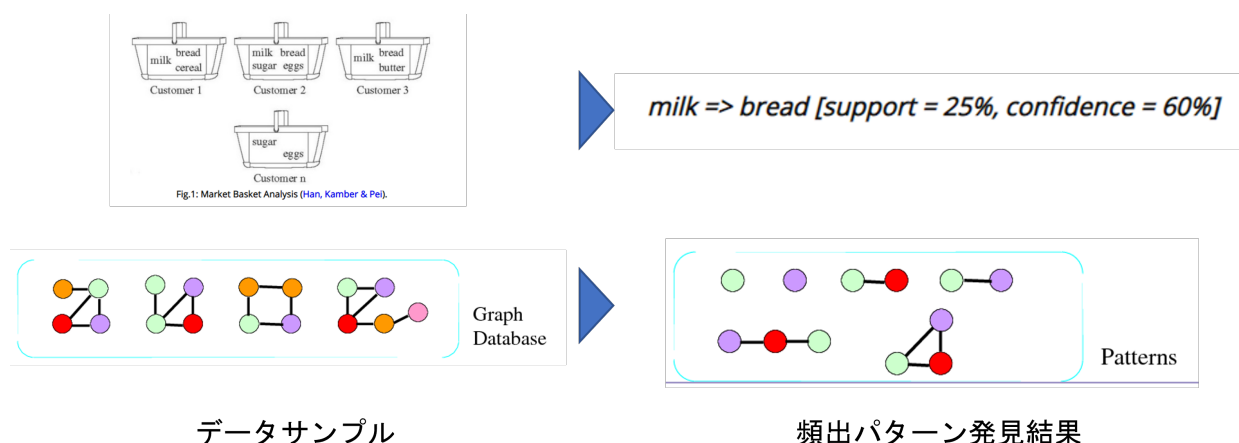 milk bread cereal
milk bread
sugar eggs
milk bread butter
Customer 1
Customer 2
Customer 3
sugar
eggs
Customer n
Fig.1: Market Basket Analysis (Han, Kamber & Pei).
milk => bread [support = 25%, confidence = 60%]
Graph
Database
Patterns
データサンプル
頻出パターン発見結果